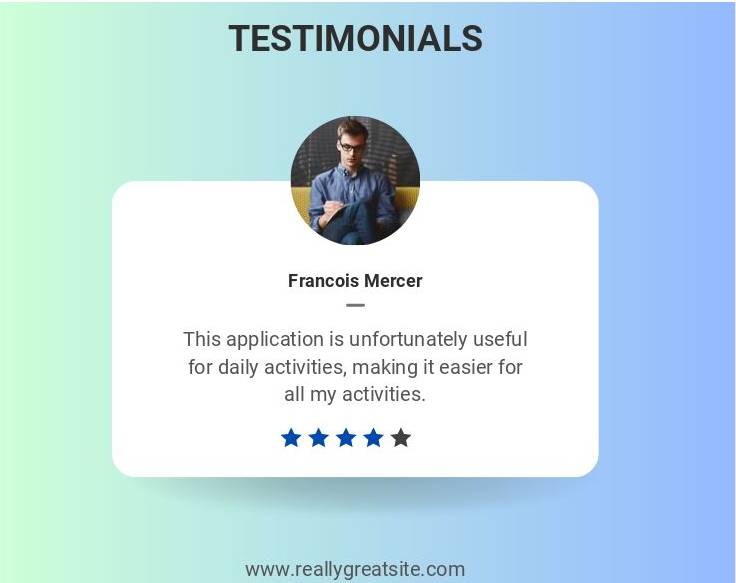 TESTIMONIALS
Francois Mercer
This application is unfortunately useful
for daily activities, making it easier for
all my activities.
www.reallygreatsite.com